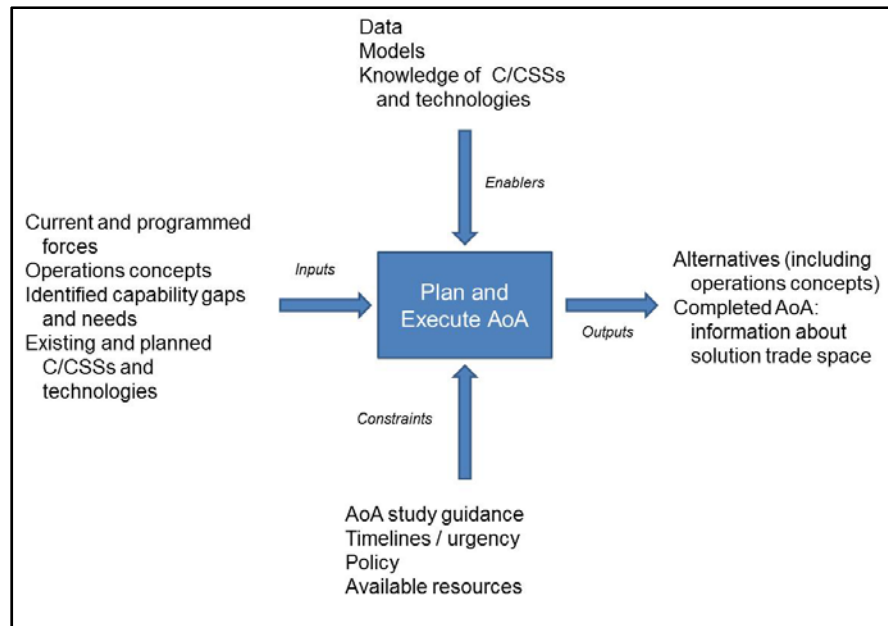 Data
Models
Knowledge of C/CSSs
and technologies
Enablers
Current and programmed
forces
Operations concepts
Identified capability gaps
and needs
Existing and planned
C/CSSs and
technologies
Inputs
Plan and
Execute AoA
Outputs
Alternatives (including
operations concepts)
Completed AoA:
information about
solution trade space
Constraints
AoA study guidance
Timelines / urgency
Policy
Available resources